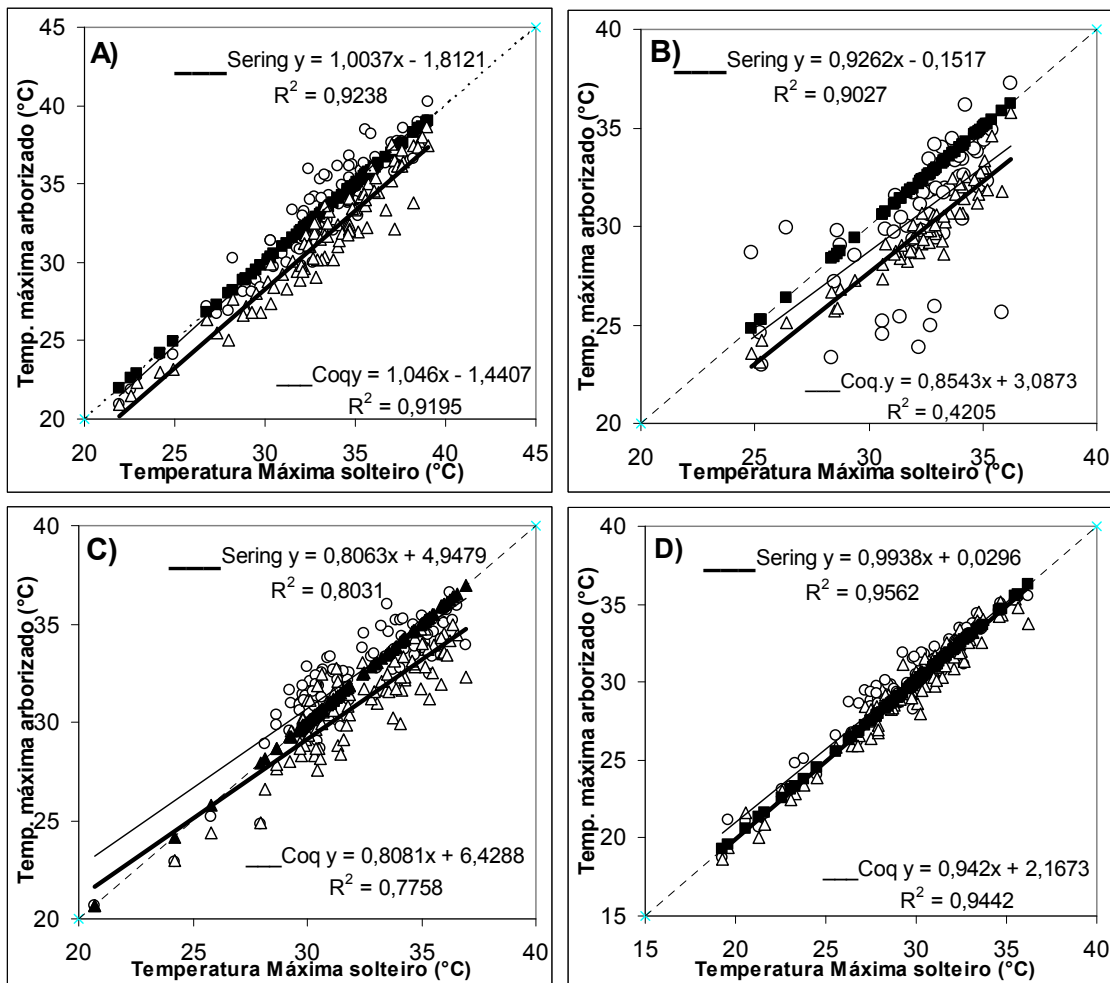 A)
45
40
35
30
25
20
Temp. máxima arborizado (°C)
Sering y = 1,0037x - 1,8121
R² = 0,9238
Coqy = 1,046x - 1,4407
R² = 0,9195
20 25 30 35 40 45
Temperatura Máxima solteiro (°C)
B)
40
35
30
25
20
Temp. máxima arborizado (°C)
Sering y = 0,9262x - 0,1517
R² = 0,9027
Coq.y = 0,8543x + 3,0873
R² = 0,4205
20 25 30 35 40
Temperatura Máxima solteiro (°C)
C)
40
35
30
25
20
Temp. máxima arborizado (°C)
Sering y = 0,8063x + 4,9479
R² = 0,8031
Coq y = 0,8081x + 6,4288
R² = 0,7758
20 25 30 35 40
Temperatura Máxima solteiro (°C)
D)
40
35
30
25
20
15
Temp. máxima arborizado (°C)
Sering y = 0,9938x + 0,0296
R² = 0,9562
Coq y = 0,942x + 2,1673
R² = 0,9442
15 20 25 30 35 40
Temperatura Máxima solteiro (°C)